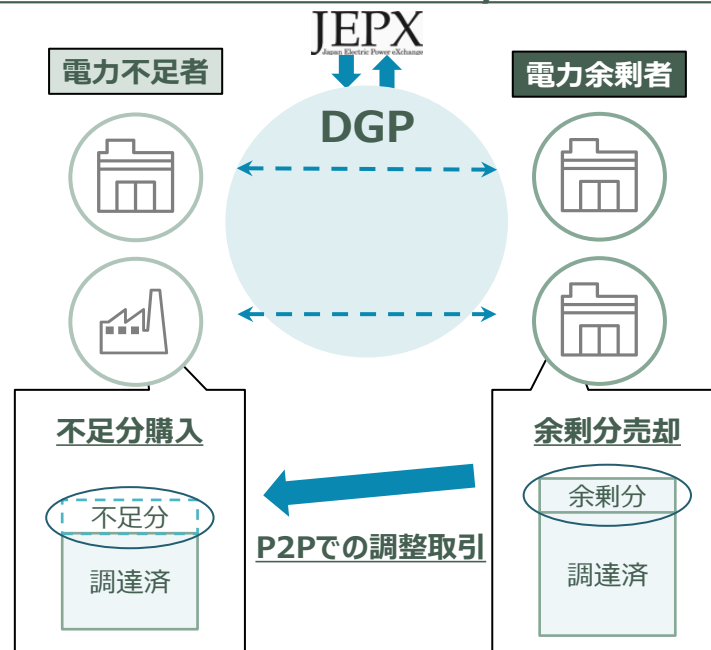 JEPX
Japan Electric Power eXchange
電力不足者
電力余剰者
DGP
不足分購入
余剰分売却
不足分
余剰分
P2Pでの調整取引
調達済
調達済